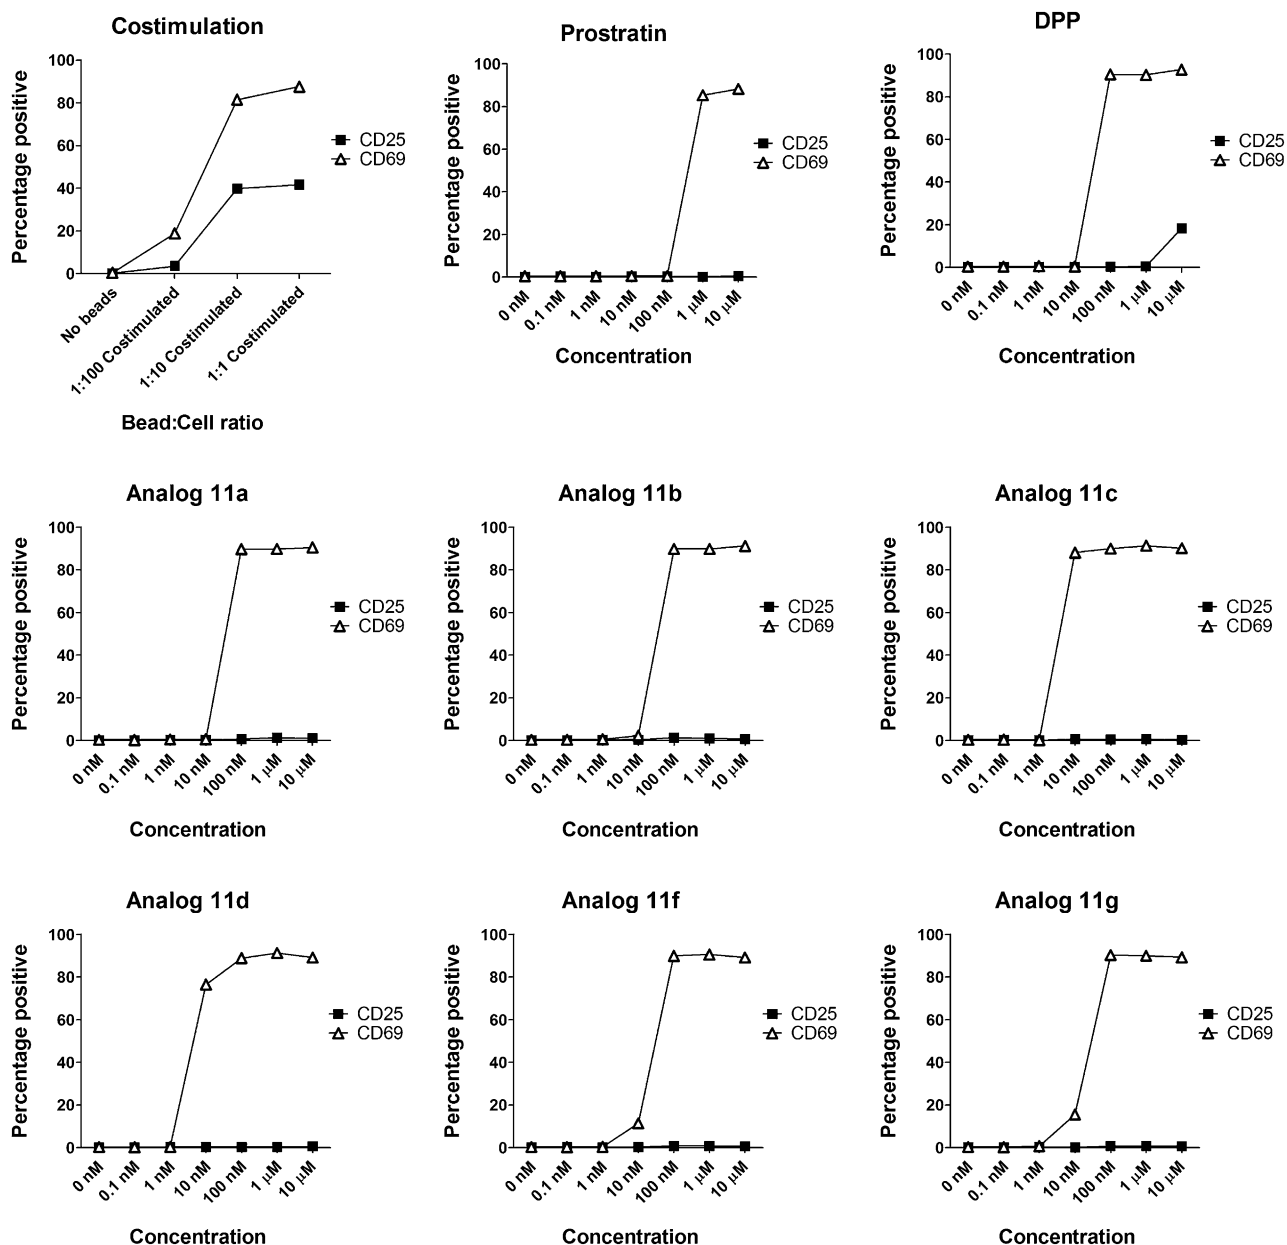 Costimulation
Percentage positive
100
80
60
40
20
0
CD25
CD69
No beads
1:100 Costimulated
1:10 Costimulated
1:1 Costimulated
Bead:Cell ratio
Prostratin
Percentage positive
100
80
60
40
20
0
CD25
CD69
0 nM
0.1 nM
1 nM
10 nM
100 nM
1 µM
10 µM
Concentration
DPP
Percentage positive
100
80
60
40
20
0
CD25
CD69
0 nM
0.1 nM
1 nM
10 nM
100 nM
1 µM
10 µM
Concentration
Analog 11a
Percentage positive
100
80
60
40
20
0
CD25
CD69
0 nM
0.1 nM
1 nM
10 nM
100 nM
1 µM
10 µM
Concentration
Analog 11b
Percentage positive
100
80
60
40
20
0
CD25
CD69
0 nM
0.1 nM
1 nM
10 nM
100 nM
1 µM
10 µM
Concentration
Analog 11c
Percentage positive
100
80
60
40
20
0
CD25
CD69
0 nM
0.1 nM
1 nM
10 nM
100 nM
1 µM
10 µM
Concentration
Analog 11d
Percentage positive
100
80
60
40
20
0
CD25
CD69
0 nM
0.1 nM
1 nM
10 nM
100 nM
1 µM
10 µM
Concentration
Analog 11f
Percentage positive
100
80
60
40
20
0
CD25
CD69
0 nM
0.1 nM
1 nM
10 nM
100 nM
1 µM
10 µM
Concentration
Analog 11g
Percentage positive
100
80
60
40
20
0
CD25
CD69
0 nM
0.1 nM
1 nM
10 nM
100 nM
1 µM
10 µM
Concentration